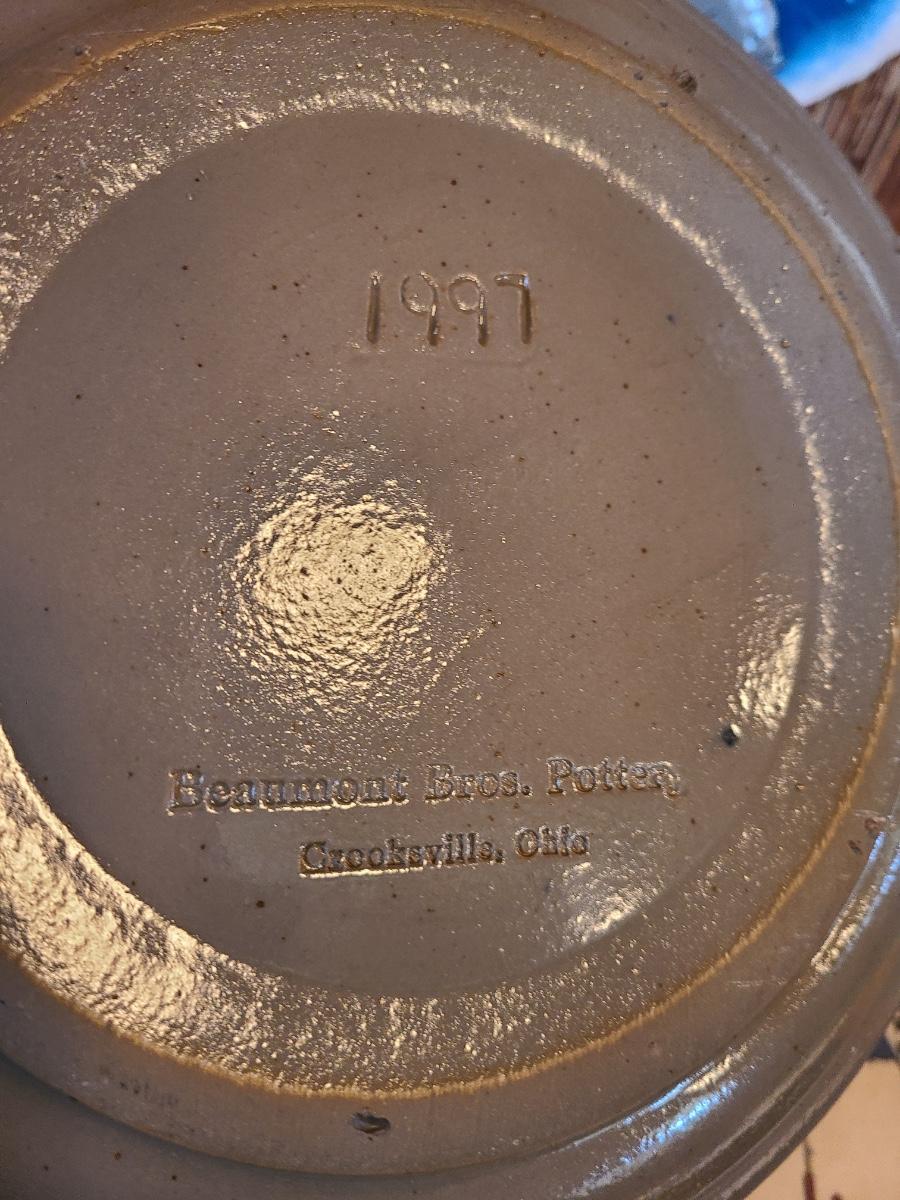 1997
Beaumont Bros. Pottery
Crooksville, Ohio